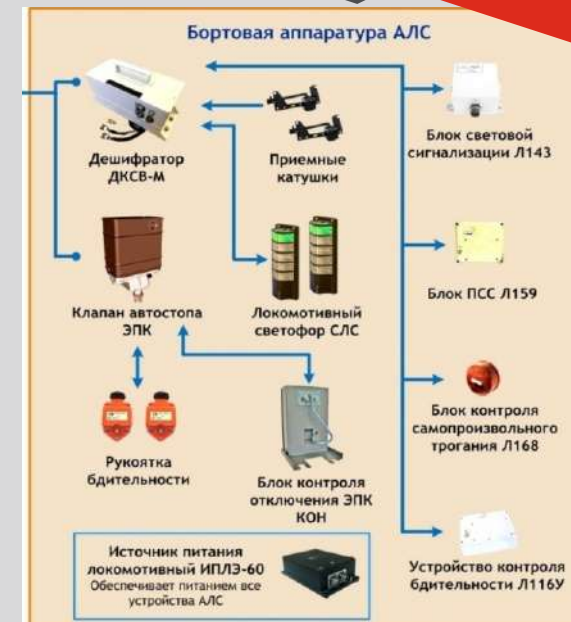 Бортовая аппаратура АЛС
Дешифратор
ДКСВ-М
Приемные
катушки
Блок световой
сигнализации Л143
Клапан автостопа
ЭПК
Локомотивный
светофор СЛС
Блок ПСС Л159
Рукоятка
бдительности
Блок контроля
отключения ЭПК
КОН
Блок контроля
самопроизвольного
трогания Л168
Источник питания
локомотивный ИПЛЭ-60
Обеспечивает питанием все
устройства АЛС
Устройство контроля
бдительности Л116У